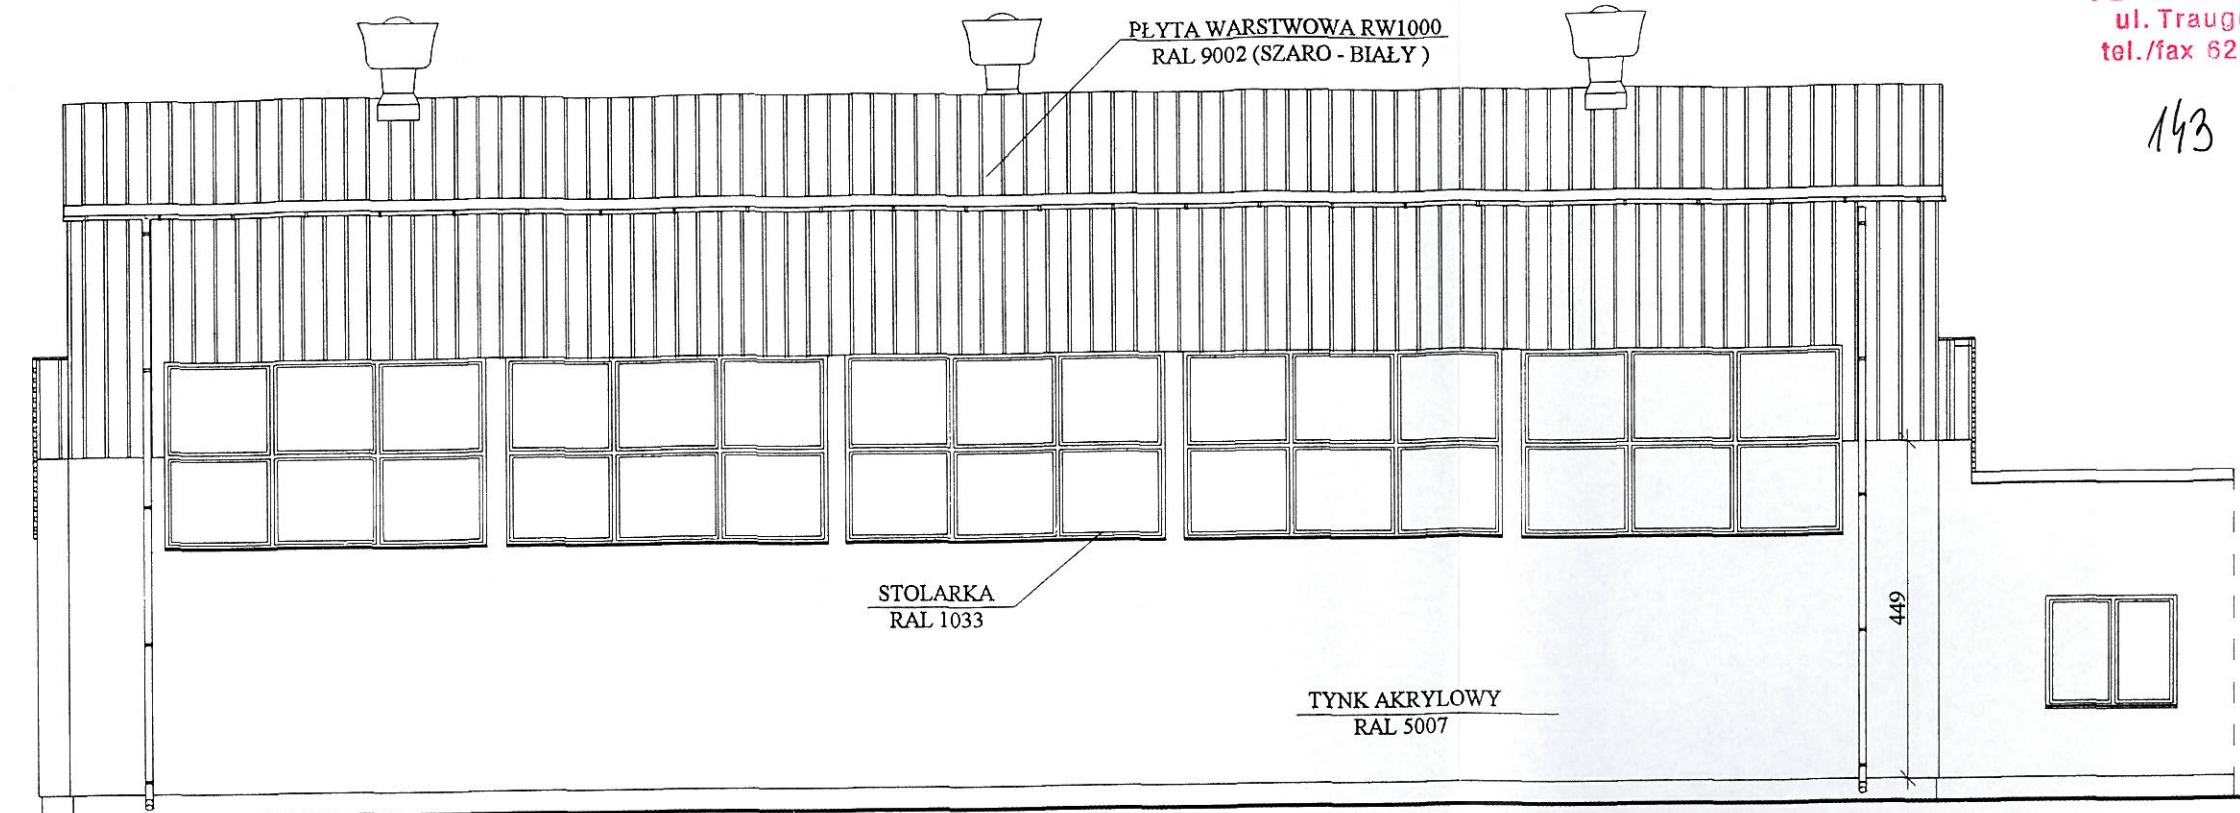 PŁYTA WARSTWOWA RW1000
RAL 9002 (SZARO - BIAŁY )
ul.
tel./fax 62
143
STOLARKA
RAL 1033
449
TYNK AKRYLOWY
RAL 5007